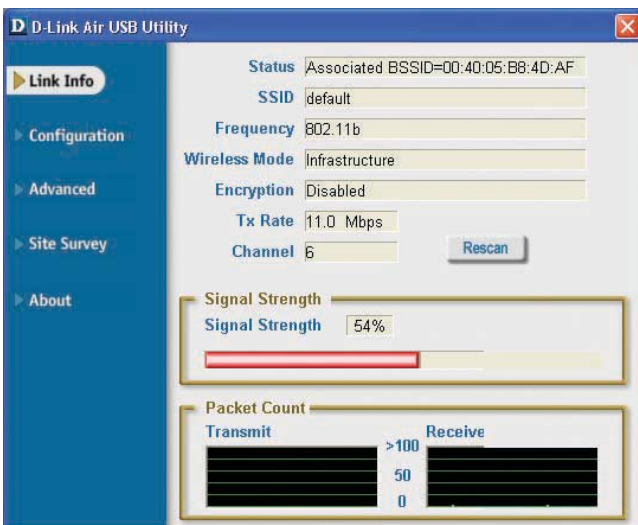 D D-Link Air USB Utility
Link Info
Configuration
Advanced
Site Survey
About
Status Associated BSSID=00:40:05:B8:4D:AF
SSID default
Frequency 802.11b
Wireless Mode Infrastructure
Encryption Disabled
Tx Rate 11.0 Mbps
Channel 6
Rescan
Signal Strength
Signal Strength 54%
Packet Count
Transmit
Receive
>100
50
0